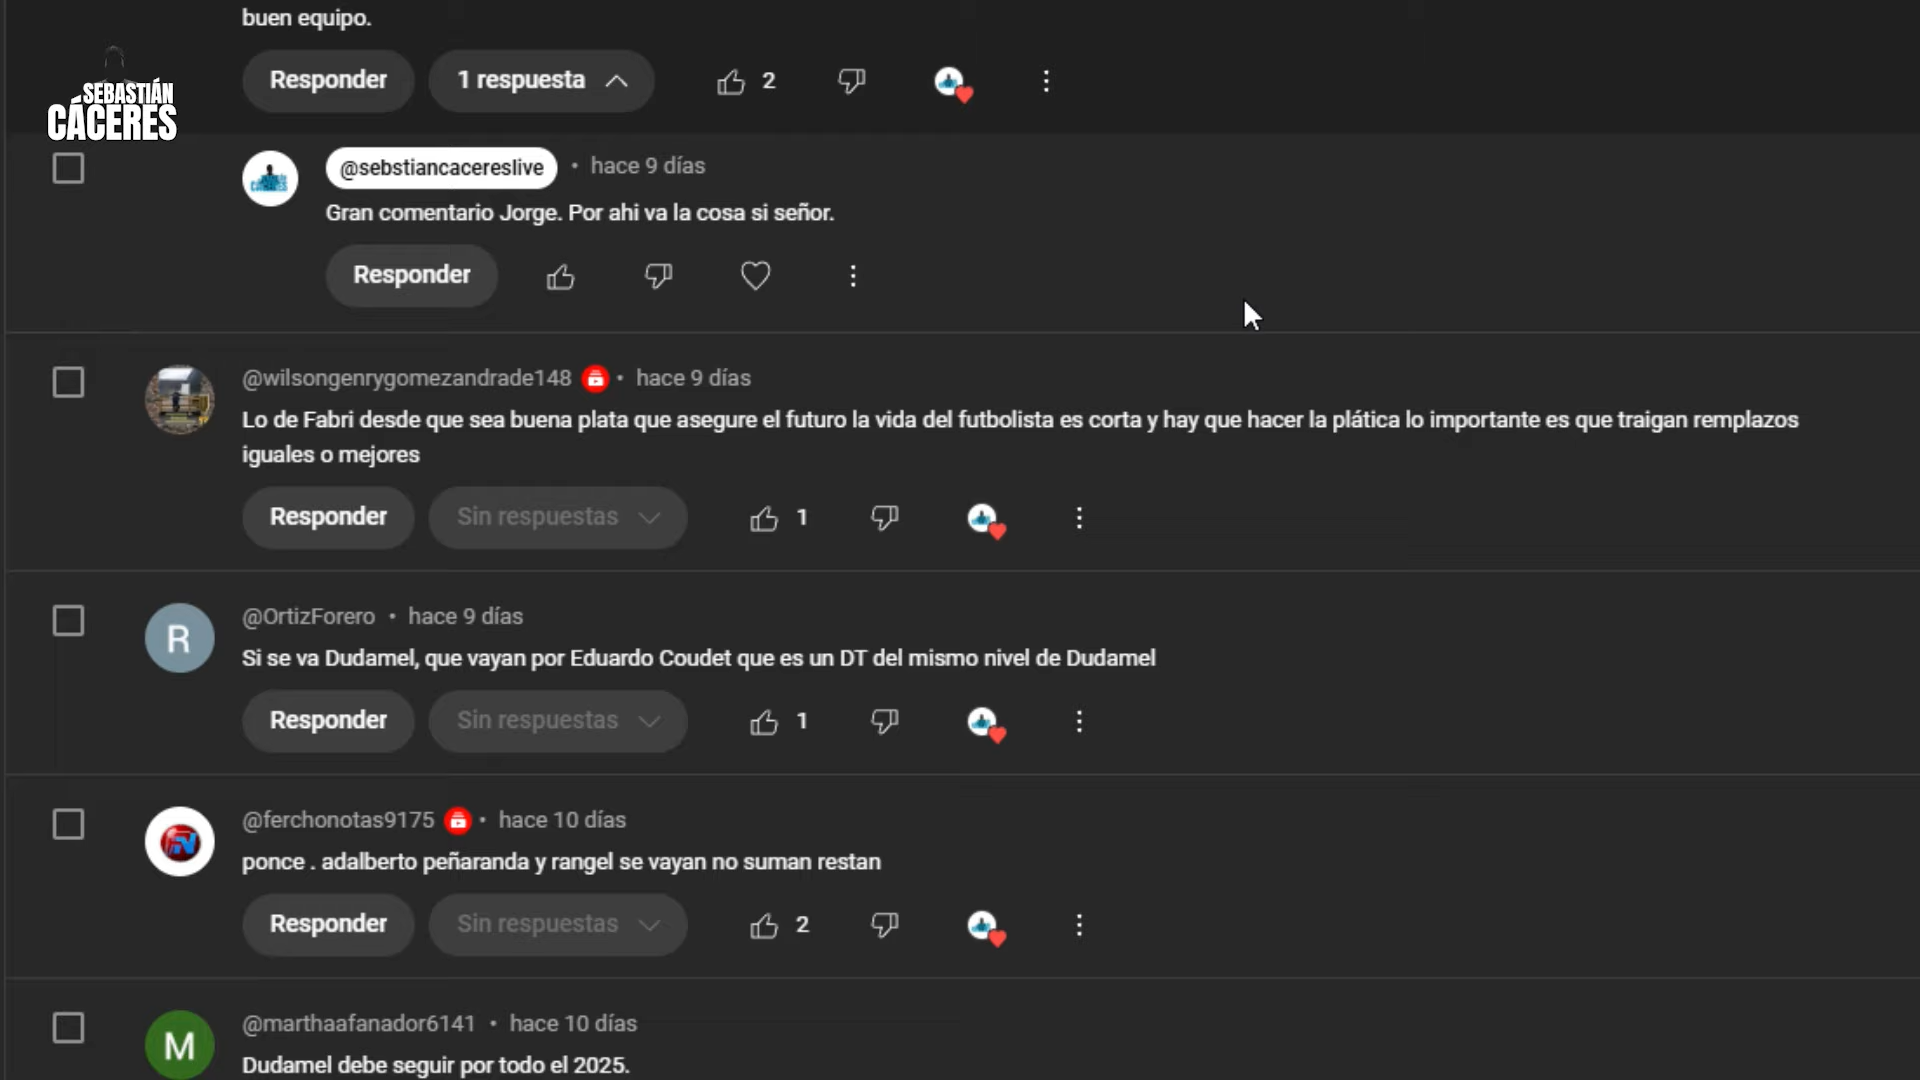 buen equipo.
Responder
1 respuesta
2
SEBASTIÁN
CÁCERES
@sebstiancacereslive • hace 9 días
Gran comentario Jorge. Por ahi va la cosa si señor.
Responder
@wilsongenrygomezandrade148 • hace 9 días
Lo de Fabri desde que sea buena plata que asegure el futuro la vida del futbolista es corta y hay que hacer la plática lo importante es que traigan remplazos
iguales o mejores
Responder
Sin respuestas
1
R
@OrtizForero • hace 9 días
Si se va Dudamel, que vayan por Eduardo Coudet que es un DT del mismo nivel de Dudamel
Responder
Sin respuestas
1
@ferchonotas9175 • hace 10 días
ponce . adalberto peñaranda y rangel se vayan no suman restan
Responder
Sin respuestas
2
M
@marthaafanador6141 • hace 10 días
Dudamel debe seguir por todo el 2025.